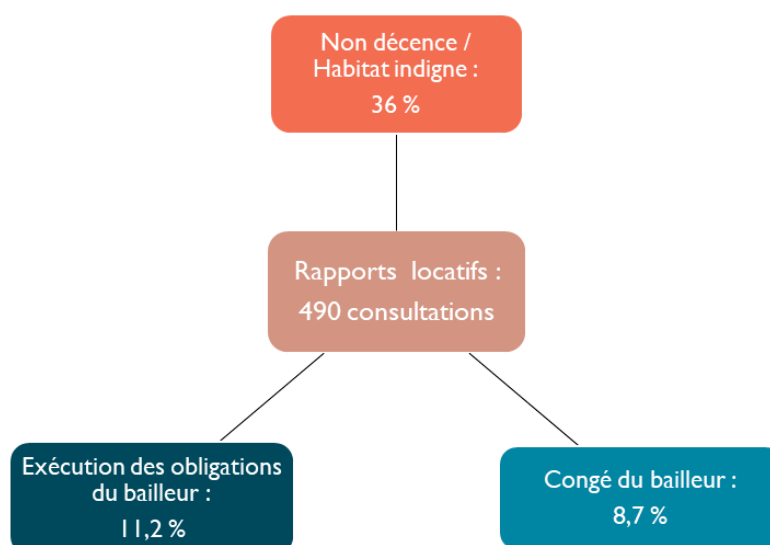 Non décence /
Habitat indigne :
36 %
Rapports locatifs :
490 consultations
Exécution des obligations
du bailleur :
11,2 %
Congé du bailleur :
8,7 %